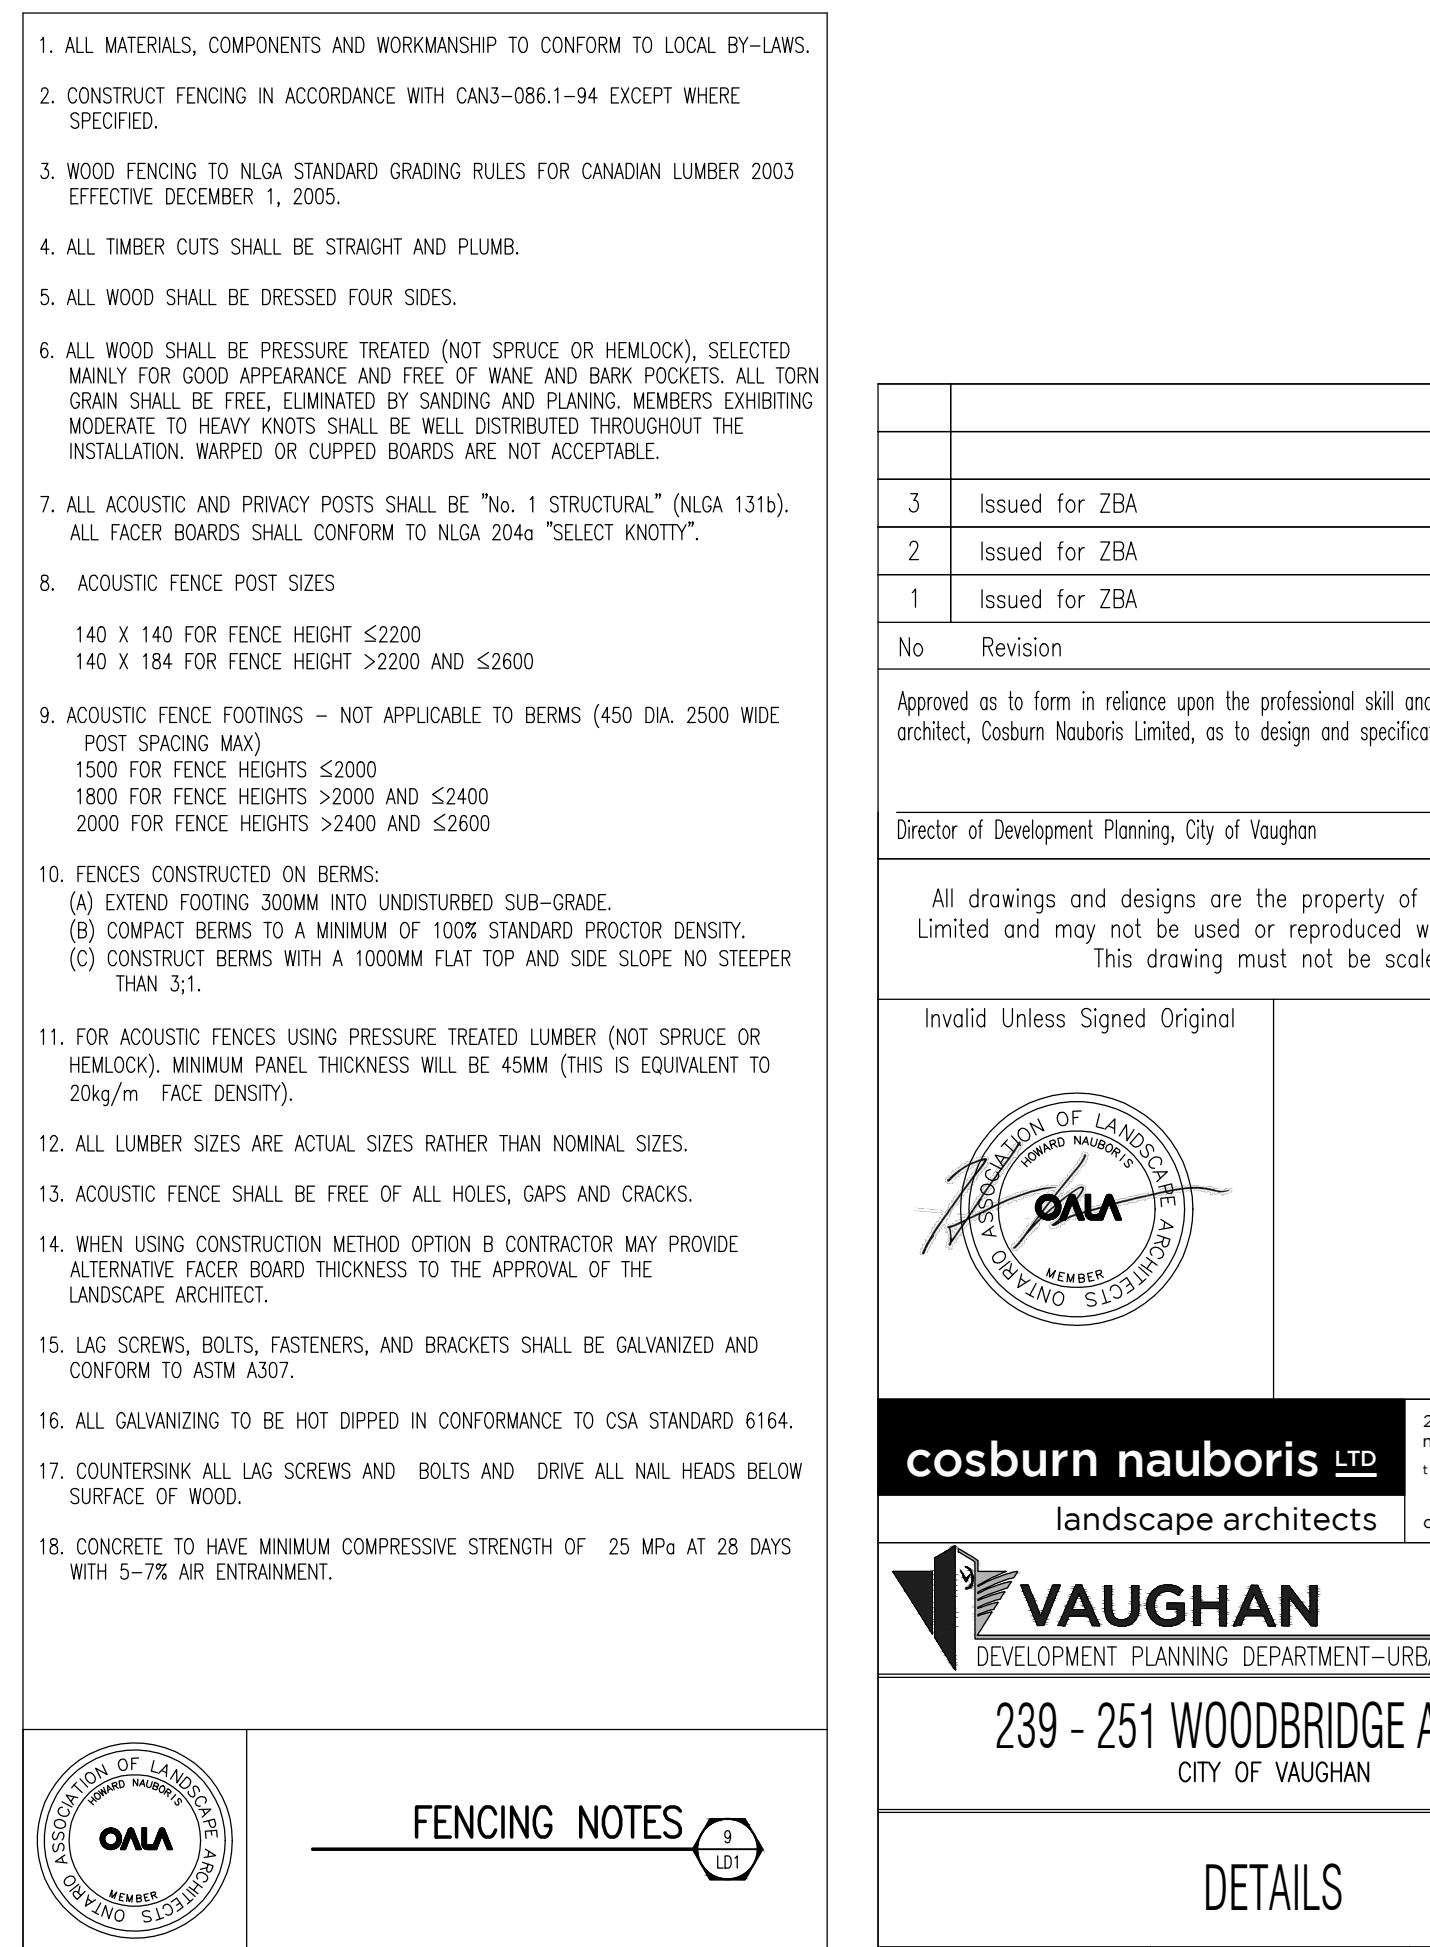 1. ALL MATERIALS, COMPONENTS AND WORKMANSHIP TO CONFORM TO LOCAL BY-LAWS.
2. CONSTRUCT FENCING IN ACCORDANCE WITH CAN3-086.1-94 EXCEPT WHERE
SPECIFIED.
3. WOOD FENCING TO NLGA STANDARD GRADING RULES FOR CANADIAN LUMBER 2003
EFFECTIVE DECEMBER 1, 2005.
4. ALL TIMBER CUTS SHALL BE STRAIGHT AND PLUMB.
5. ALL WOOD SHALL BE DRESSED FOUR SIDES.
6. ALL WOOD SHALL BE PRESSURE TREATED (NOT SPRUCE OR HEMLOCK), SELECTED
MAINLY FOR GOOD APPEARANCE AND FREE OF WANE AND BARK POCKETS. ALL TORN
GRAIN SHALL BE FREE, ELIMINATED BY SANDING AND PLANING. MEMBERS EXHIBITING
MODERATE TO HEAVY KNOTS SHALL BE WELL DISTRIBUTED THROUGHOUT THE
INSTALLATION. WARPED OR CUPPED BOARDS ARE NOT ACCEPTABLE.
7. ALL ACOUSTIC AND PRIVACY POSTS SHALL BE "No. 1 STRUCTURAL" (NLGA 131b).
ALL FACER BOARDS SHALL CONFORM TO NLGA 204a "SELECT KNOTTY".
8. ACOUSTIC FENCE POST SIZES
140 X 140 FOR FENCE HEIGHT ≤2200
140 X 184 FOR FENCE HEIGHT >2200 AND ≤2600
9. ACOUSTIC FENCE FOOTINGS – NOT APPLICABLE TO BERMS (450 DIA. 2500 WIDE
POST SPACING MAX)
1500 FOR FENCE HEIGHTS ≤2000
1800 FOR FENCE HEIGHTS >2000 AND ≤2400
2000 FOR FENCE HEIGHTS >2400 AND ≤2600
10. FENCES CONSTRUCTED ON BERMS:
(A) EXTEND FOOTING 300MM INTO UNDISTURBED SUB-GRADE.
(B) COMPACT BERMS TO A MINIMUM OF 100% STANDARD PROCTOR DENSITY.
(C) CONSTRUCT BERMS WITH A 1000MM FLAT TOP AND SIDE SLOPE NO STEEPER
THAN 3;1.
11. FOR ACOUSTIC FENCES USING PRESSURE TREATED LUMBER (NOT SPRUCE OR
HEMLOCK). MINIMUM PANEL THICKNESS WILL BE 45MM (THIS IS EQUIVALENT TO
20kg/m FACE DENSITY).
12. ALL LUMBER SIZES ARE ACTUAL SIZES RATHER THAN NOMINAL SIZES.
13. ACOUSTIC FENCE SHALL BE FREE OF ALL HOLES, GAPS AND CRACKS.
14. WHEN USING CONSTRUCTION METHOD OPTION B CONTRACTOR MAY PROVIDE
ALTERNATIVE FACER BOARD THICKNESS TO THE APPROVAL OF THE
LANDSCAPE ARCHITECT.
15. LAG SCREWS, BOLTS, FASTENERS, AND BRACKETS SHALL BE GALVANIZED AND
CONFORM TO ASTM A307.
16. ALL GALVANIZING TO BE HOT DIPPED IN CONFORMANCE TO CSA STANDARD 6164.
17. COUNTERSINK ALL LAG SCREWS AND BOLTS AND DRIVE ALL NAIL HEADS BELOW
SURFACE OF WOOD.
18. CONCRETE TO HAVE MINIMUM COMPRESSIVE STRENGTH OF 25 MPa AT 28 DAYS
WITH 5-7% AIR ENTRAINMENT.
ONTARIO ASSOCIATION OF LANDSCAPE ARCHITECTS
HOWARD NAUBORIS
OALA
MEMBER
FENCING NOTES
9
LD1
3 Issued for ZBA
2 Issued for ZBA
1 Issued for ZBA
No Revision
Approved as to form in reliance upon the professional skill and
architect, Cosburn Nauboris Limited, as to design and specifica
Director of Development Planning, City of Vaughan
All drawings and designs are the property of
Limited and may not be used or reproduced w
This drawing must not be scale
Invalid Unless Signed Original
ONTARIO ASSOCIATION OF LANDSCAPE ARCHITECTS
HOWARD NAUBORIS
OALA
MEMBER
cosburn nauboris LTD
landscape architects
VAUGHAN
DEVELOPMENT PLANNING DEPARTMENT-URBA
239 - 251 WOODBRIDGE A
CITY OF VAUGHAN
DETAILS